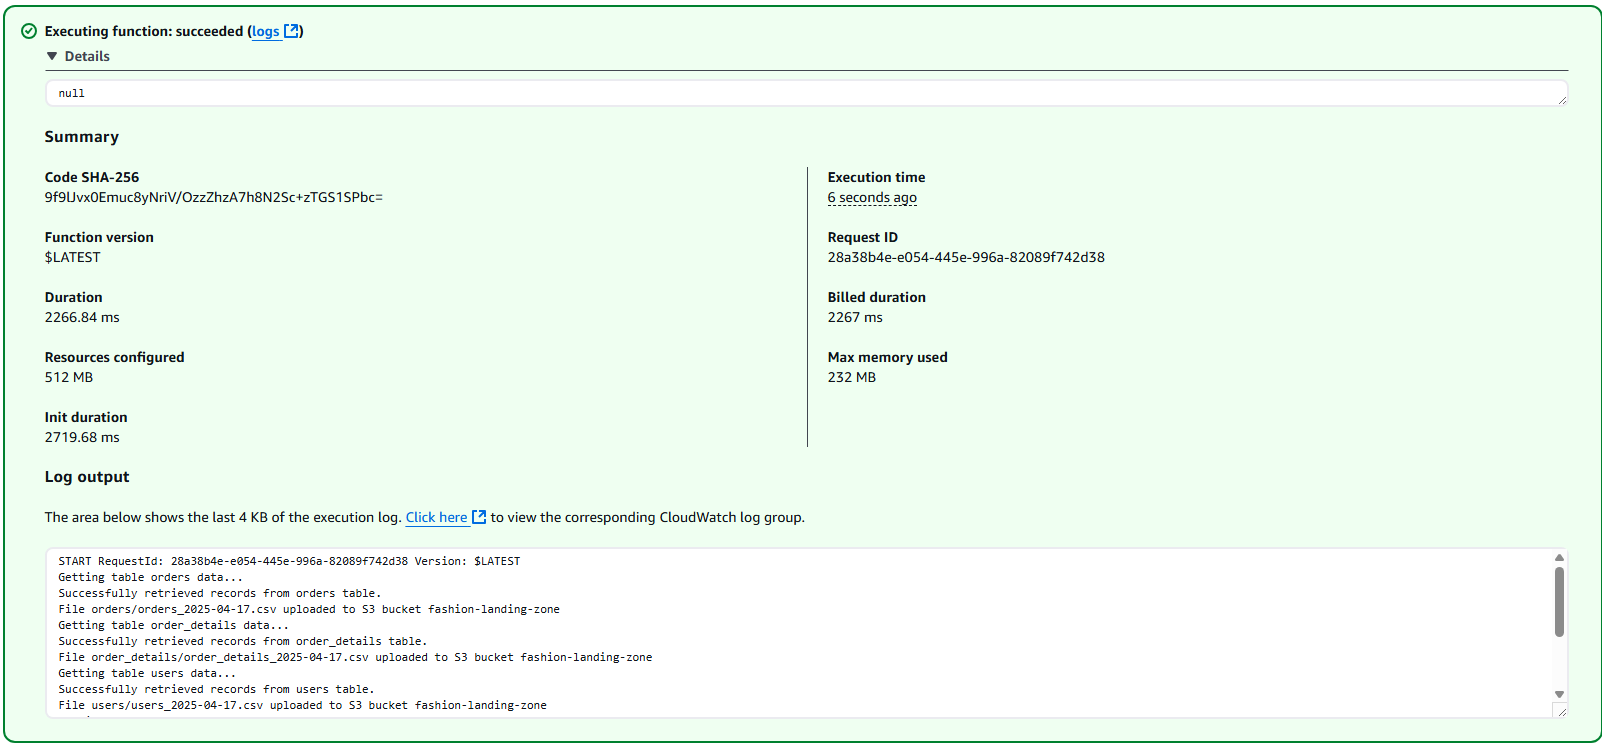 Executing function: succeeded (logs)
Details
null
Summary
Code SHA-256
9f9lJvx0Emuc8yNriV/OzzZhzA7h8N2Sc+zTGS1SPbc=
Execution time
6 seconds ago
Function version
$LATEST
Request ID
28a38b4e-e054-445e-996a-82089f742d38
Duration
2266.84 ms
Billed duration
2267 ms
Resources configured
512 MB
Max memory used
232 MB
Init duration
2719.68 ms
Log output
The area below shows the last 4 KB of the execution log. Click here to view the corresponding CloudWatch log group.
START RequestId: 28a38b4e-e054-445e-996a-82089f742d38 Version: $LATEST
Getting table orders data...
Successfully retrieved records from orders table.
File orders/orders_2025-04-17.csv uploaded to S3 bucket fashion-landing-zone
Getting table order_details data...
Successfully retrieved records from order_details table.
File order_details/order_details_2025-04-17.csv uploaded to S3 bucket fashion-landing-zone
Getting table users data...
Successfully retrieved records from users table.
File users/users_2025-04-17.csv uploaded to S3 bucket fashion-landing-zone